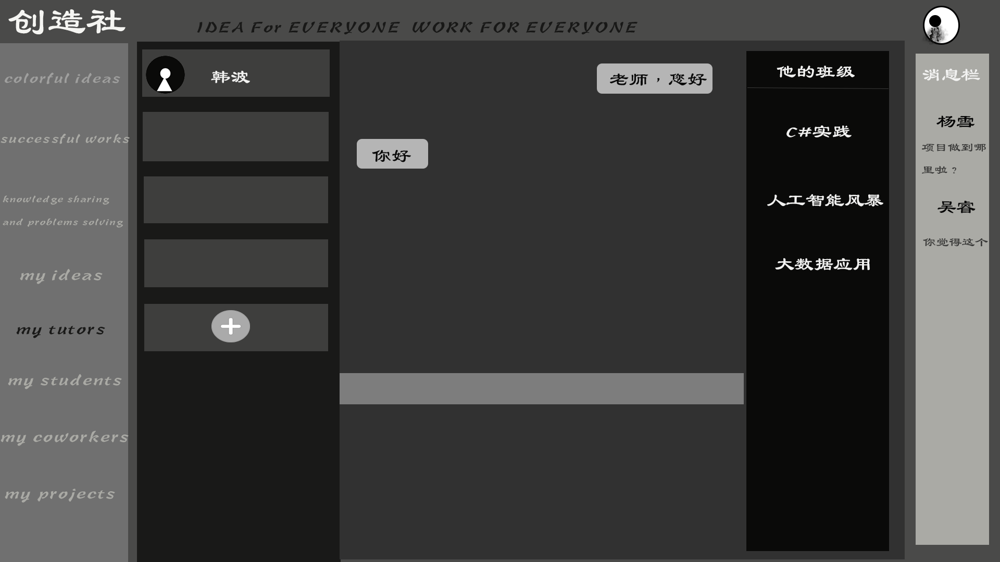 创造社
IDEA For EVERYONE WORK FOR EVERYONE
colorful ideas
successful works
knowledge sharing
and problems solving
my ideas
my tutors
my students
my coworkers
my projects
韩波
老师，您好
你好
他的班级
C#实践
人工智能风暴
大数据应用
消息栏
杨雪
项目做到哪
里啦？
吴睿
你觉得这个